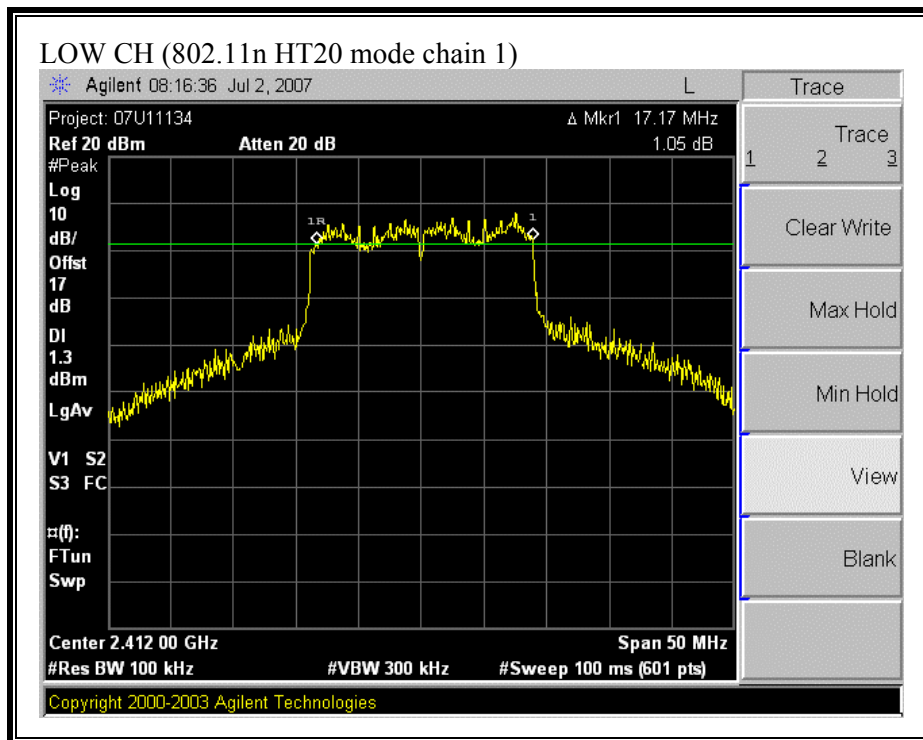 LOW CH (802.11n HT20 mode chain 1)
Agilent 08:16:36 Jul 2, 2007 L Trace
Project: 07U11134 Δ Mkr1 17.17 MHz
Ref 20 dBm Atten 20 dB 1.05 dB
#Peak
Log
10
dB/
Offst
17
dB
DI
1.3
dBm
LgAv
V1 S2
S3 FC
¤(f):
FTun
Swp
1R
1
Center 2.412 00 GHz Span 50 MHz
#Res BW 100 kHz #VBW 300 kHz #Sweep 100 ms (601 pts)
Copyright 2000-2003 Agilent Technologies
Trace
1 2 3
Clear Write
Max Hold
Min Hold
View
Blank